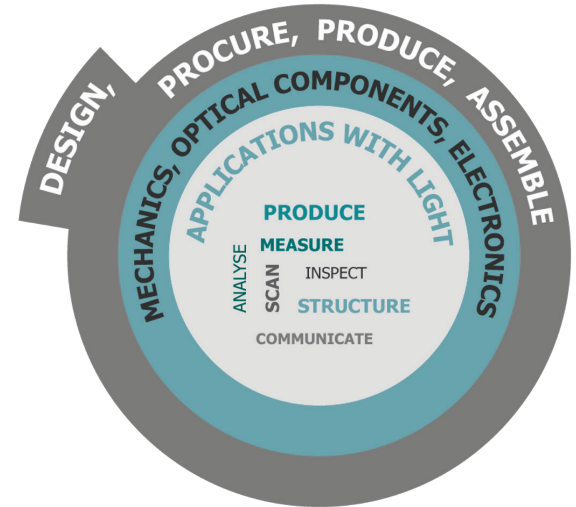 DESIGN, PROCURE, PRODUCE, ASSEMBLE
MECHANICS, OPTICAL COMPONENTS, ELECTRONICS
APPLICATIONS WITH LIGHT
PRODUCE
MEASURE
ANALYSE
SCAN
INSPECT
STRUCTURE
COMMUNICATE